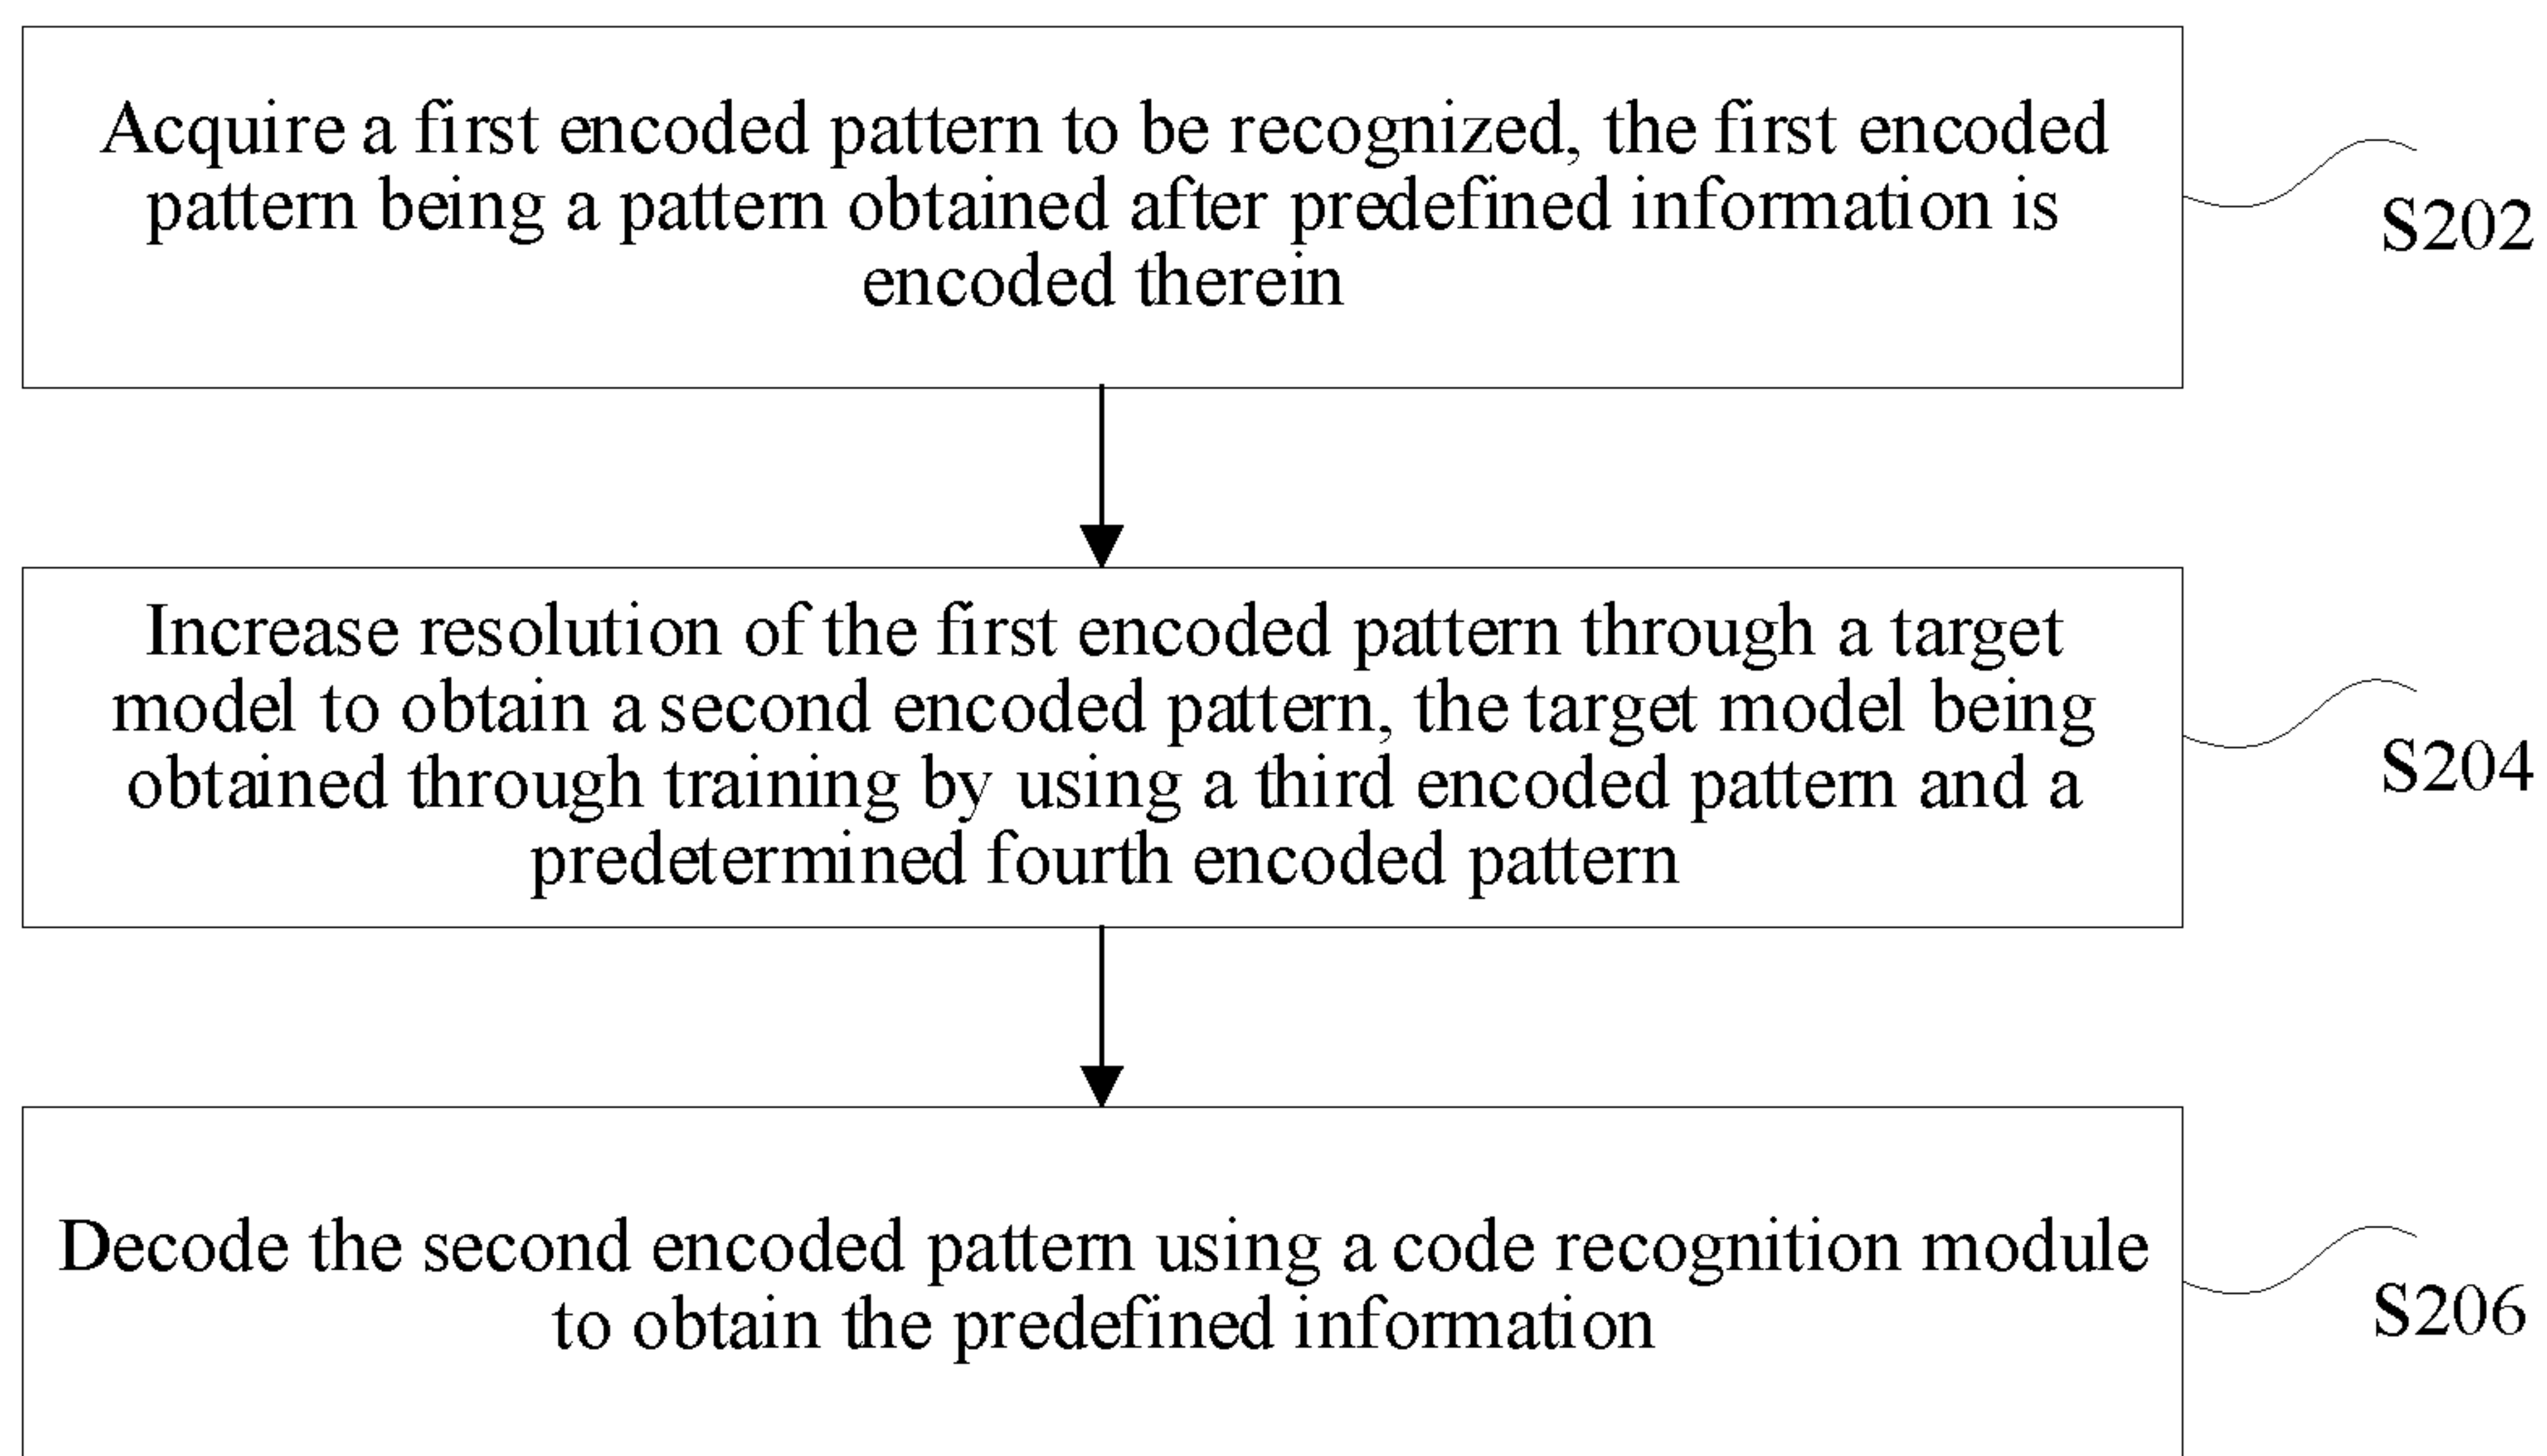 Acquire a first encoded pattern to be recognized, the first encoded
pattern being a pattern obtained after predefined information is
encoded therein
S202
Increase resolution of the first encoded pattern through a target
model to obtain a second encoded pattern, the target model being
obtained through training by using a third encoded pattern and a
predetermined fourth encoded pattern
S204
Decode the second encoded pattern using a code recognition module
to obtain the predefined information
S206